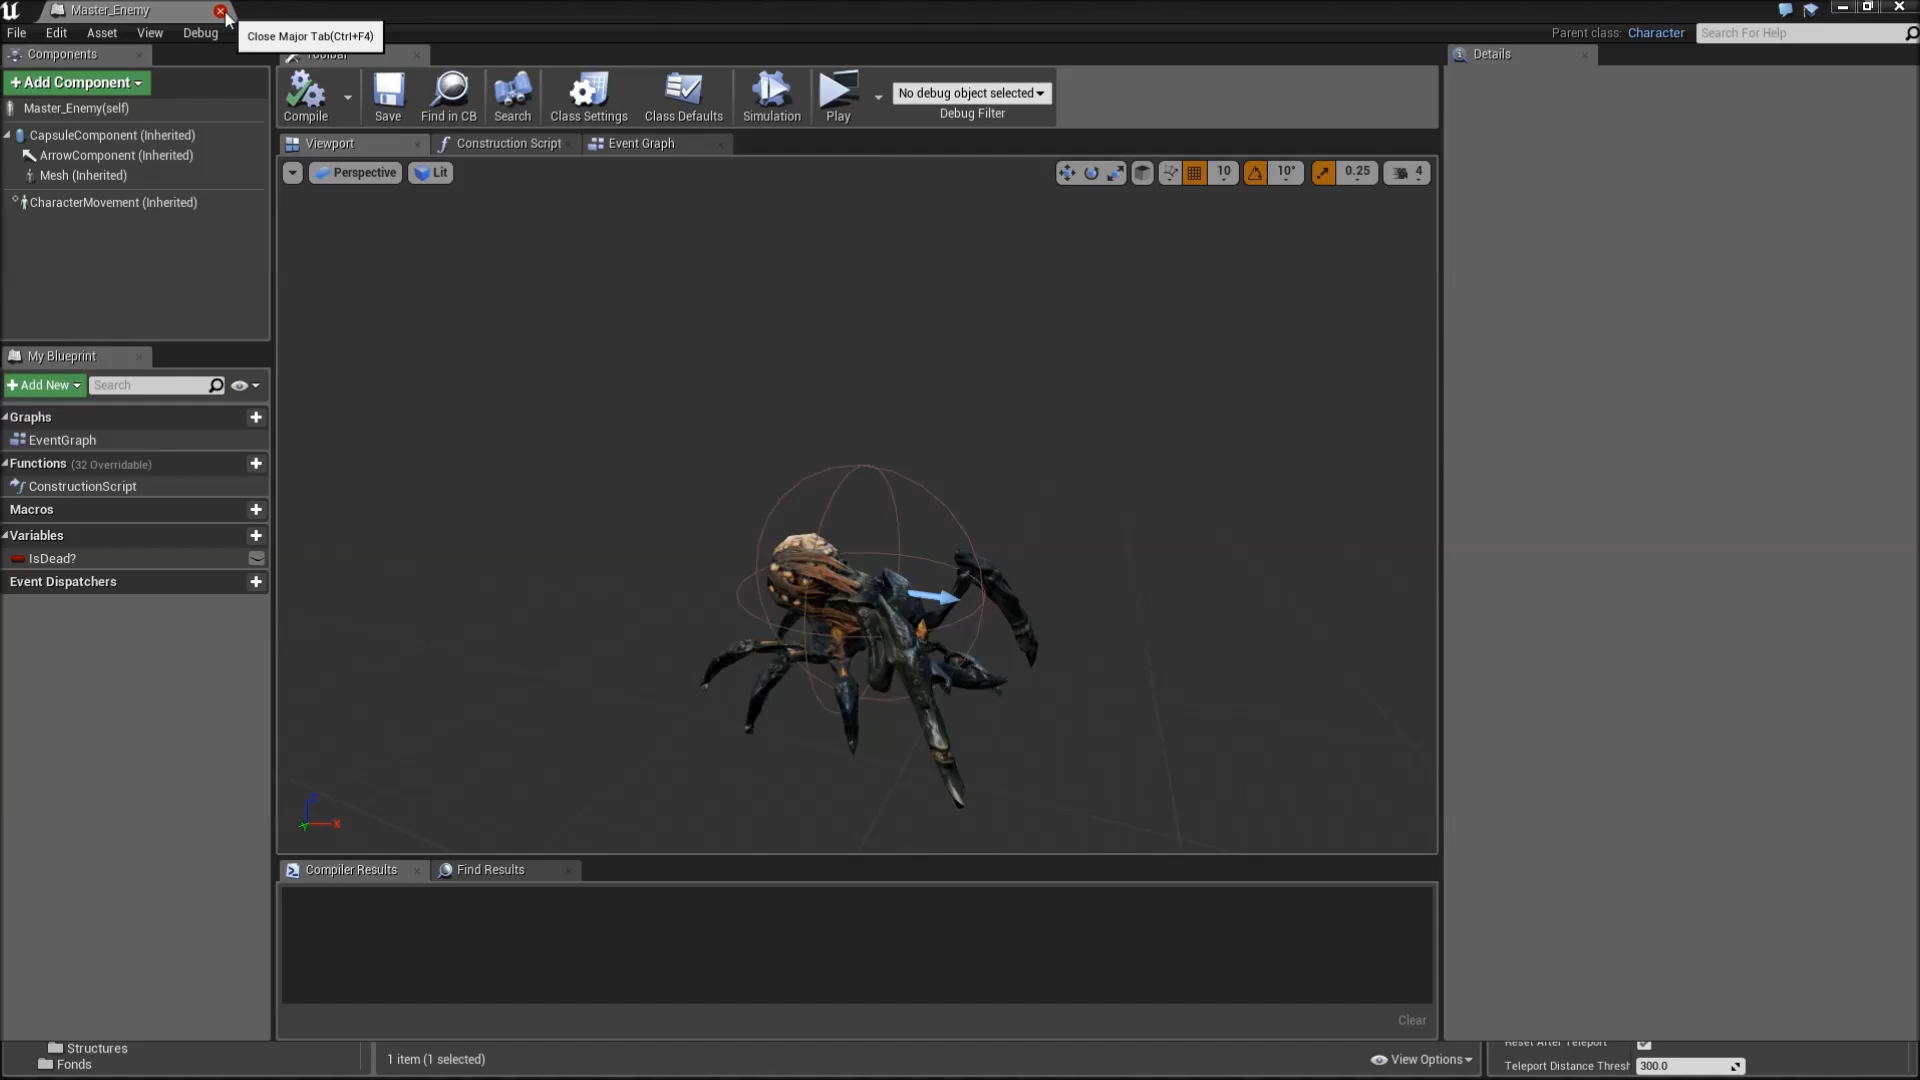 Master_Enemy
Close Major Tab(Ctrl+F4)
File Edit Asset View Debug
Parent class: Character Search For Help
Components
Toolbar
Details
+ Add Component
Master_Enemy(self)
CapsuleComponent (Inherited)
ArrowComponent (Inherited)
Mesh (Inherited)
CharacterMovement (Inherited)
Compile Save Find in CB Search Class Settings Class Defaults Simulation Play
No debug object selected
Debug Filter
Viewport Construction Script Event Graph
Perspective Lit
10 10° 0.25 4
My Blueprint
+ Add New Search
Graphs
EventGraph
Functions (32 Overridable)
ConstructionScript
Macros
Variables
IsDead?
Event Dispatchers
Z
Y X
Compiler Results Find Results
Clear
Structures
Fonds
1 item (1 selected)
View Options
Reset After Teleport
Teleport Distance Thresh 300.0